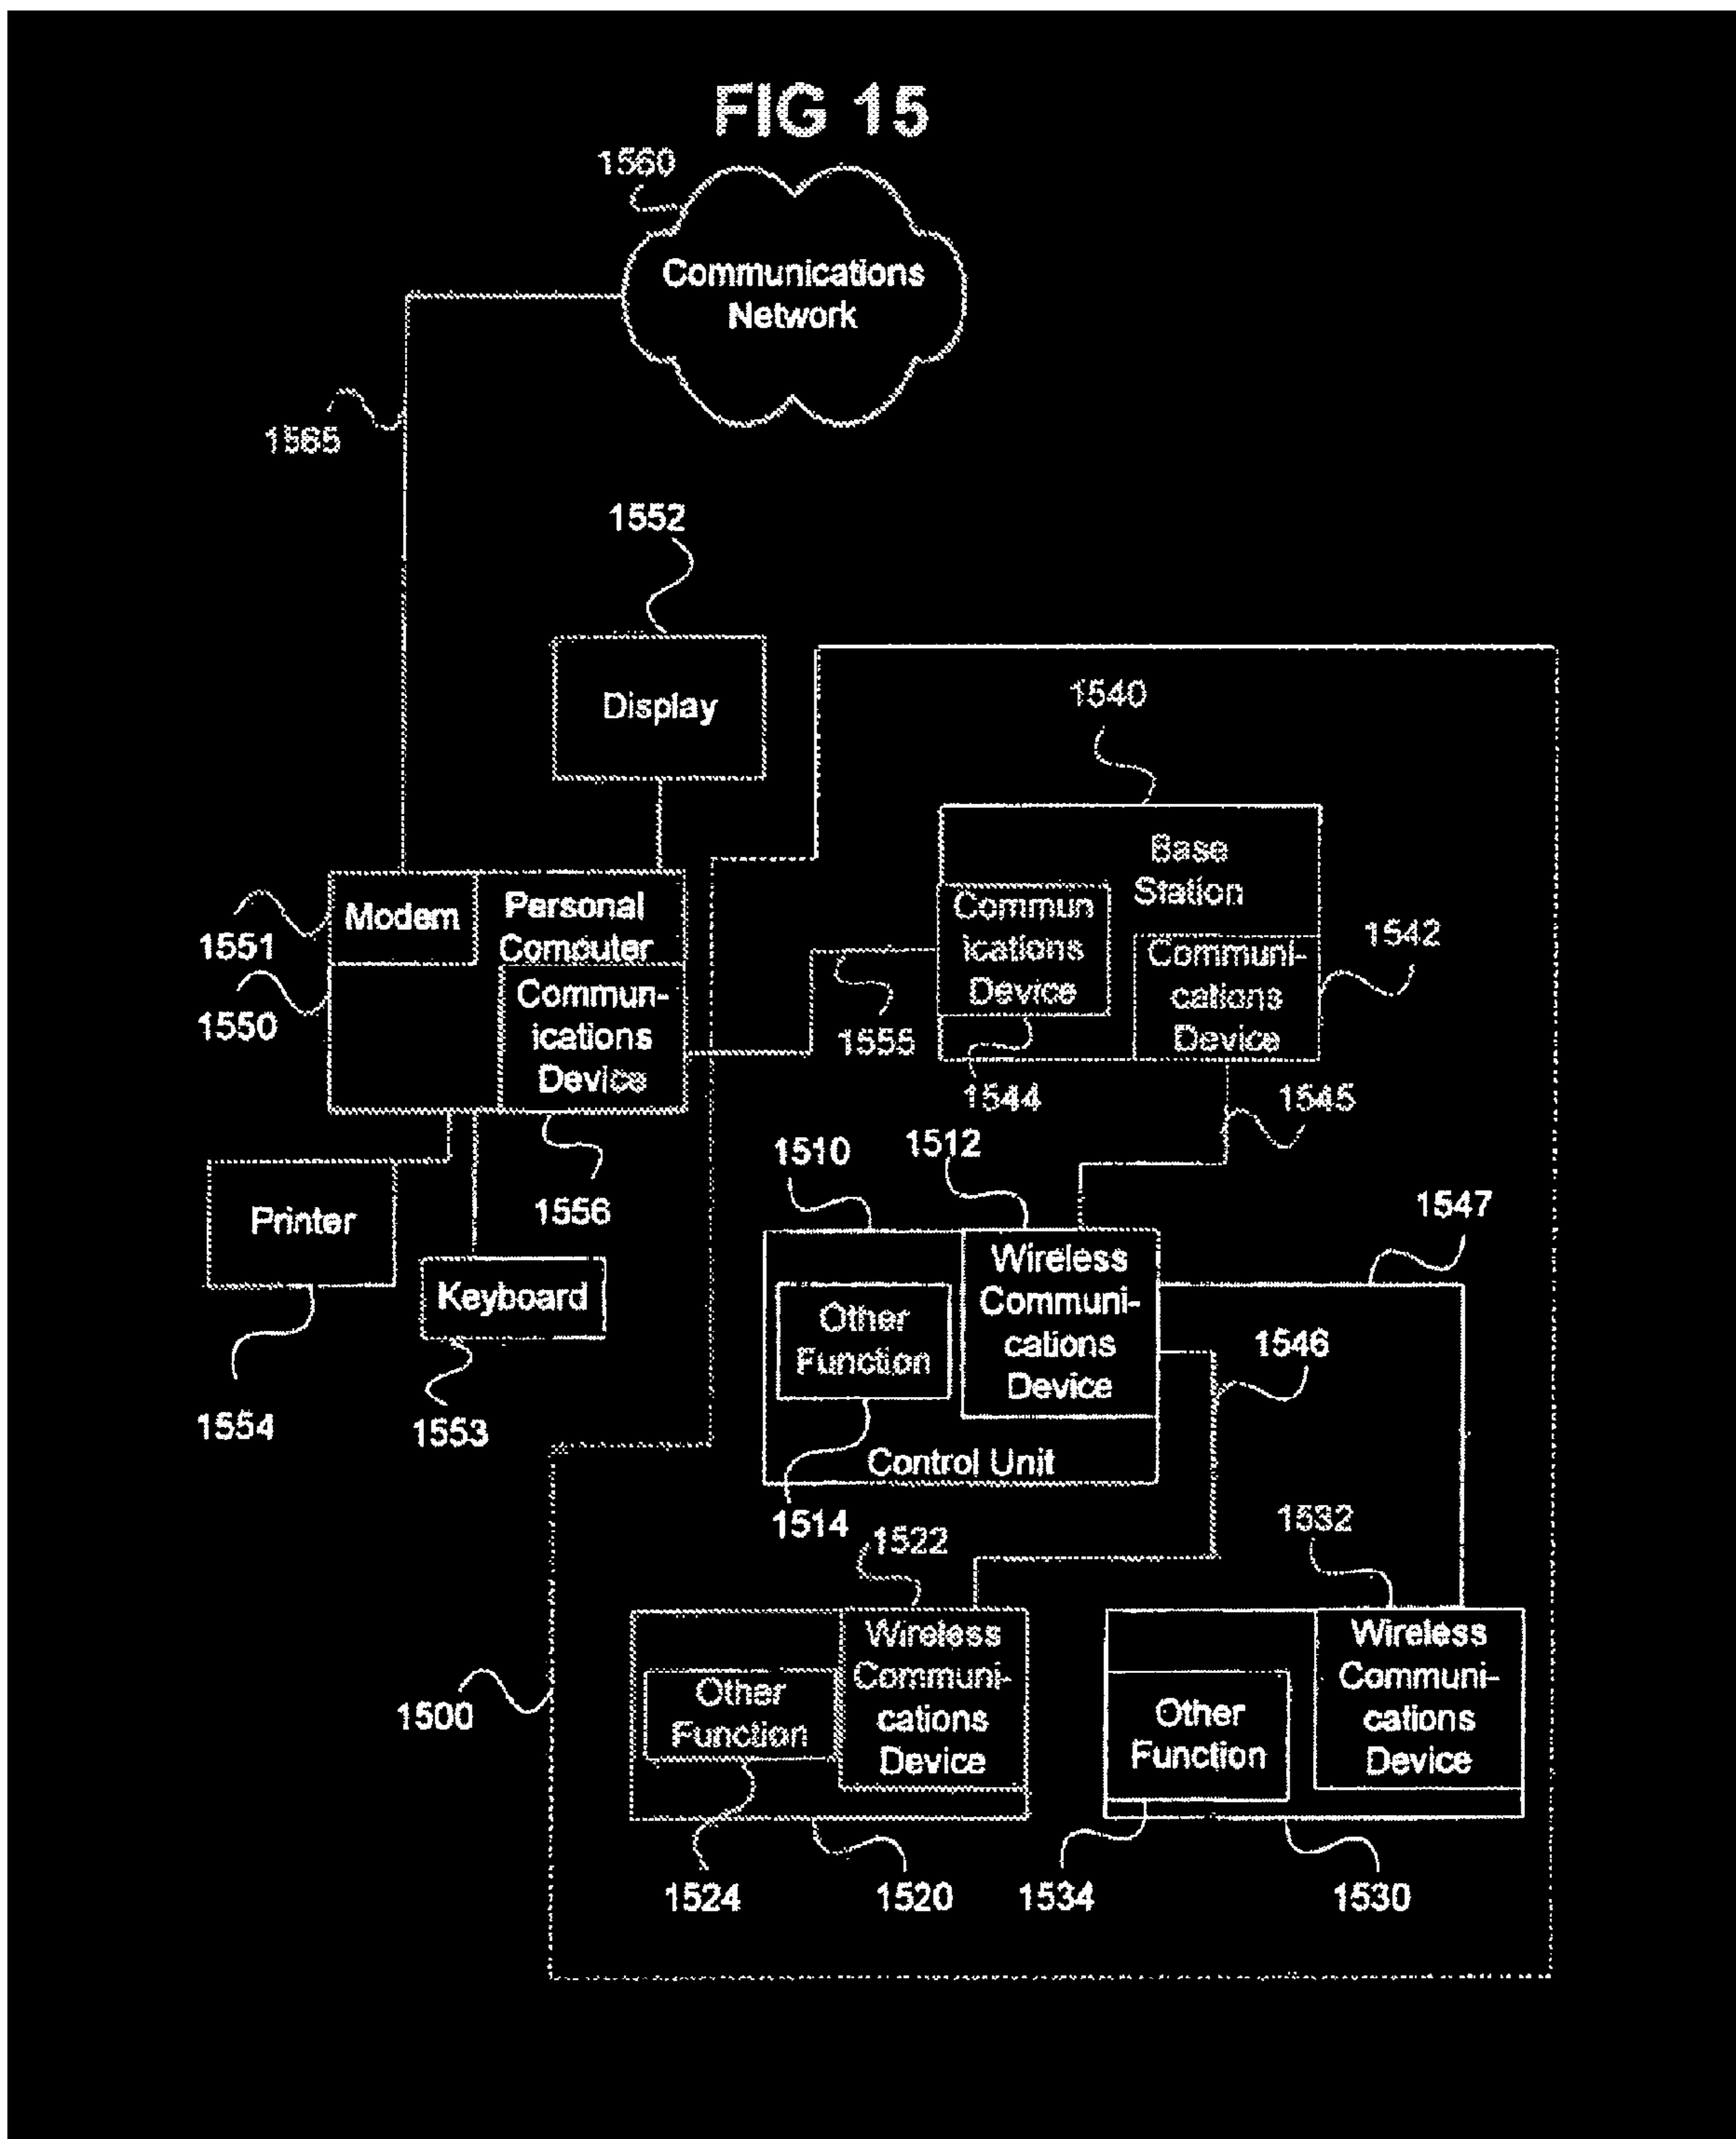 FIG 15
1560
Communications
Network
1565
1552
Display
1540
Base
Station
Modem
Personal
Computer
1551
1550
Commun-
ications
Device
Commun
ications
Device
Communi-
cations
Device
1542
1555
1544
1545
1510
1512
1556
Printer
Keyboard
1554
1553
1547
1546
Wireless
Communi-
cations
Device
Other
Function
Control Unit
1514
1522
1532
Wireless
Communi-
cations
Device
Other
Function
Wireless
Communi-
cations
Device
Other
Function
1500
1524
1520
1534
1530